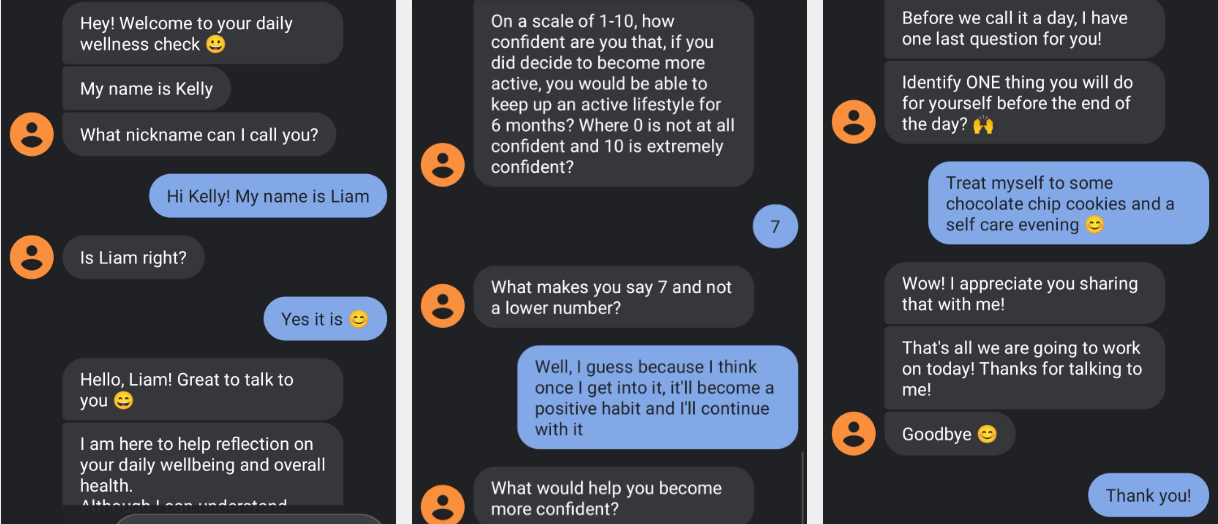 Hey! Welcome to your daily
wellness check 😀
My name is Kelly
What nickname can I call you?
Hi Kelly! My name is Liam
Is Liam right?
Yes it is 😊
Hello, Liam! Great to talk to
you 😄
I am here to help reflection on
your daily wellbeing and overall
health.
Although I can understand
On a scale of 1-10, how
confident are you that, if you
did decide to become more
active, you would be able to
keep up an active lifestyle for
6 months? Where 0 is not at all
confident and 10 is extremely
confident?
7
What makes you say 7 and not
a lower number?
Well, I guess because I think
once I get into it, it'll become a
positive habit and I'll continue
with it
What would help you become
more confident?
Before we call it a day, I have
one last question for you!
Identify ONE thing you will do
for yourself before the end of
the day? 🙌
Treat myself to some
chocolate chip cookies and a
self care evening 😊
Wow! I appreciate you sharing
that with me!
That's all we are going to work
on today! Thanks for talking to
me!
Goodbye 😊
Thank you!